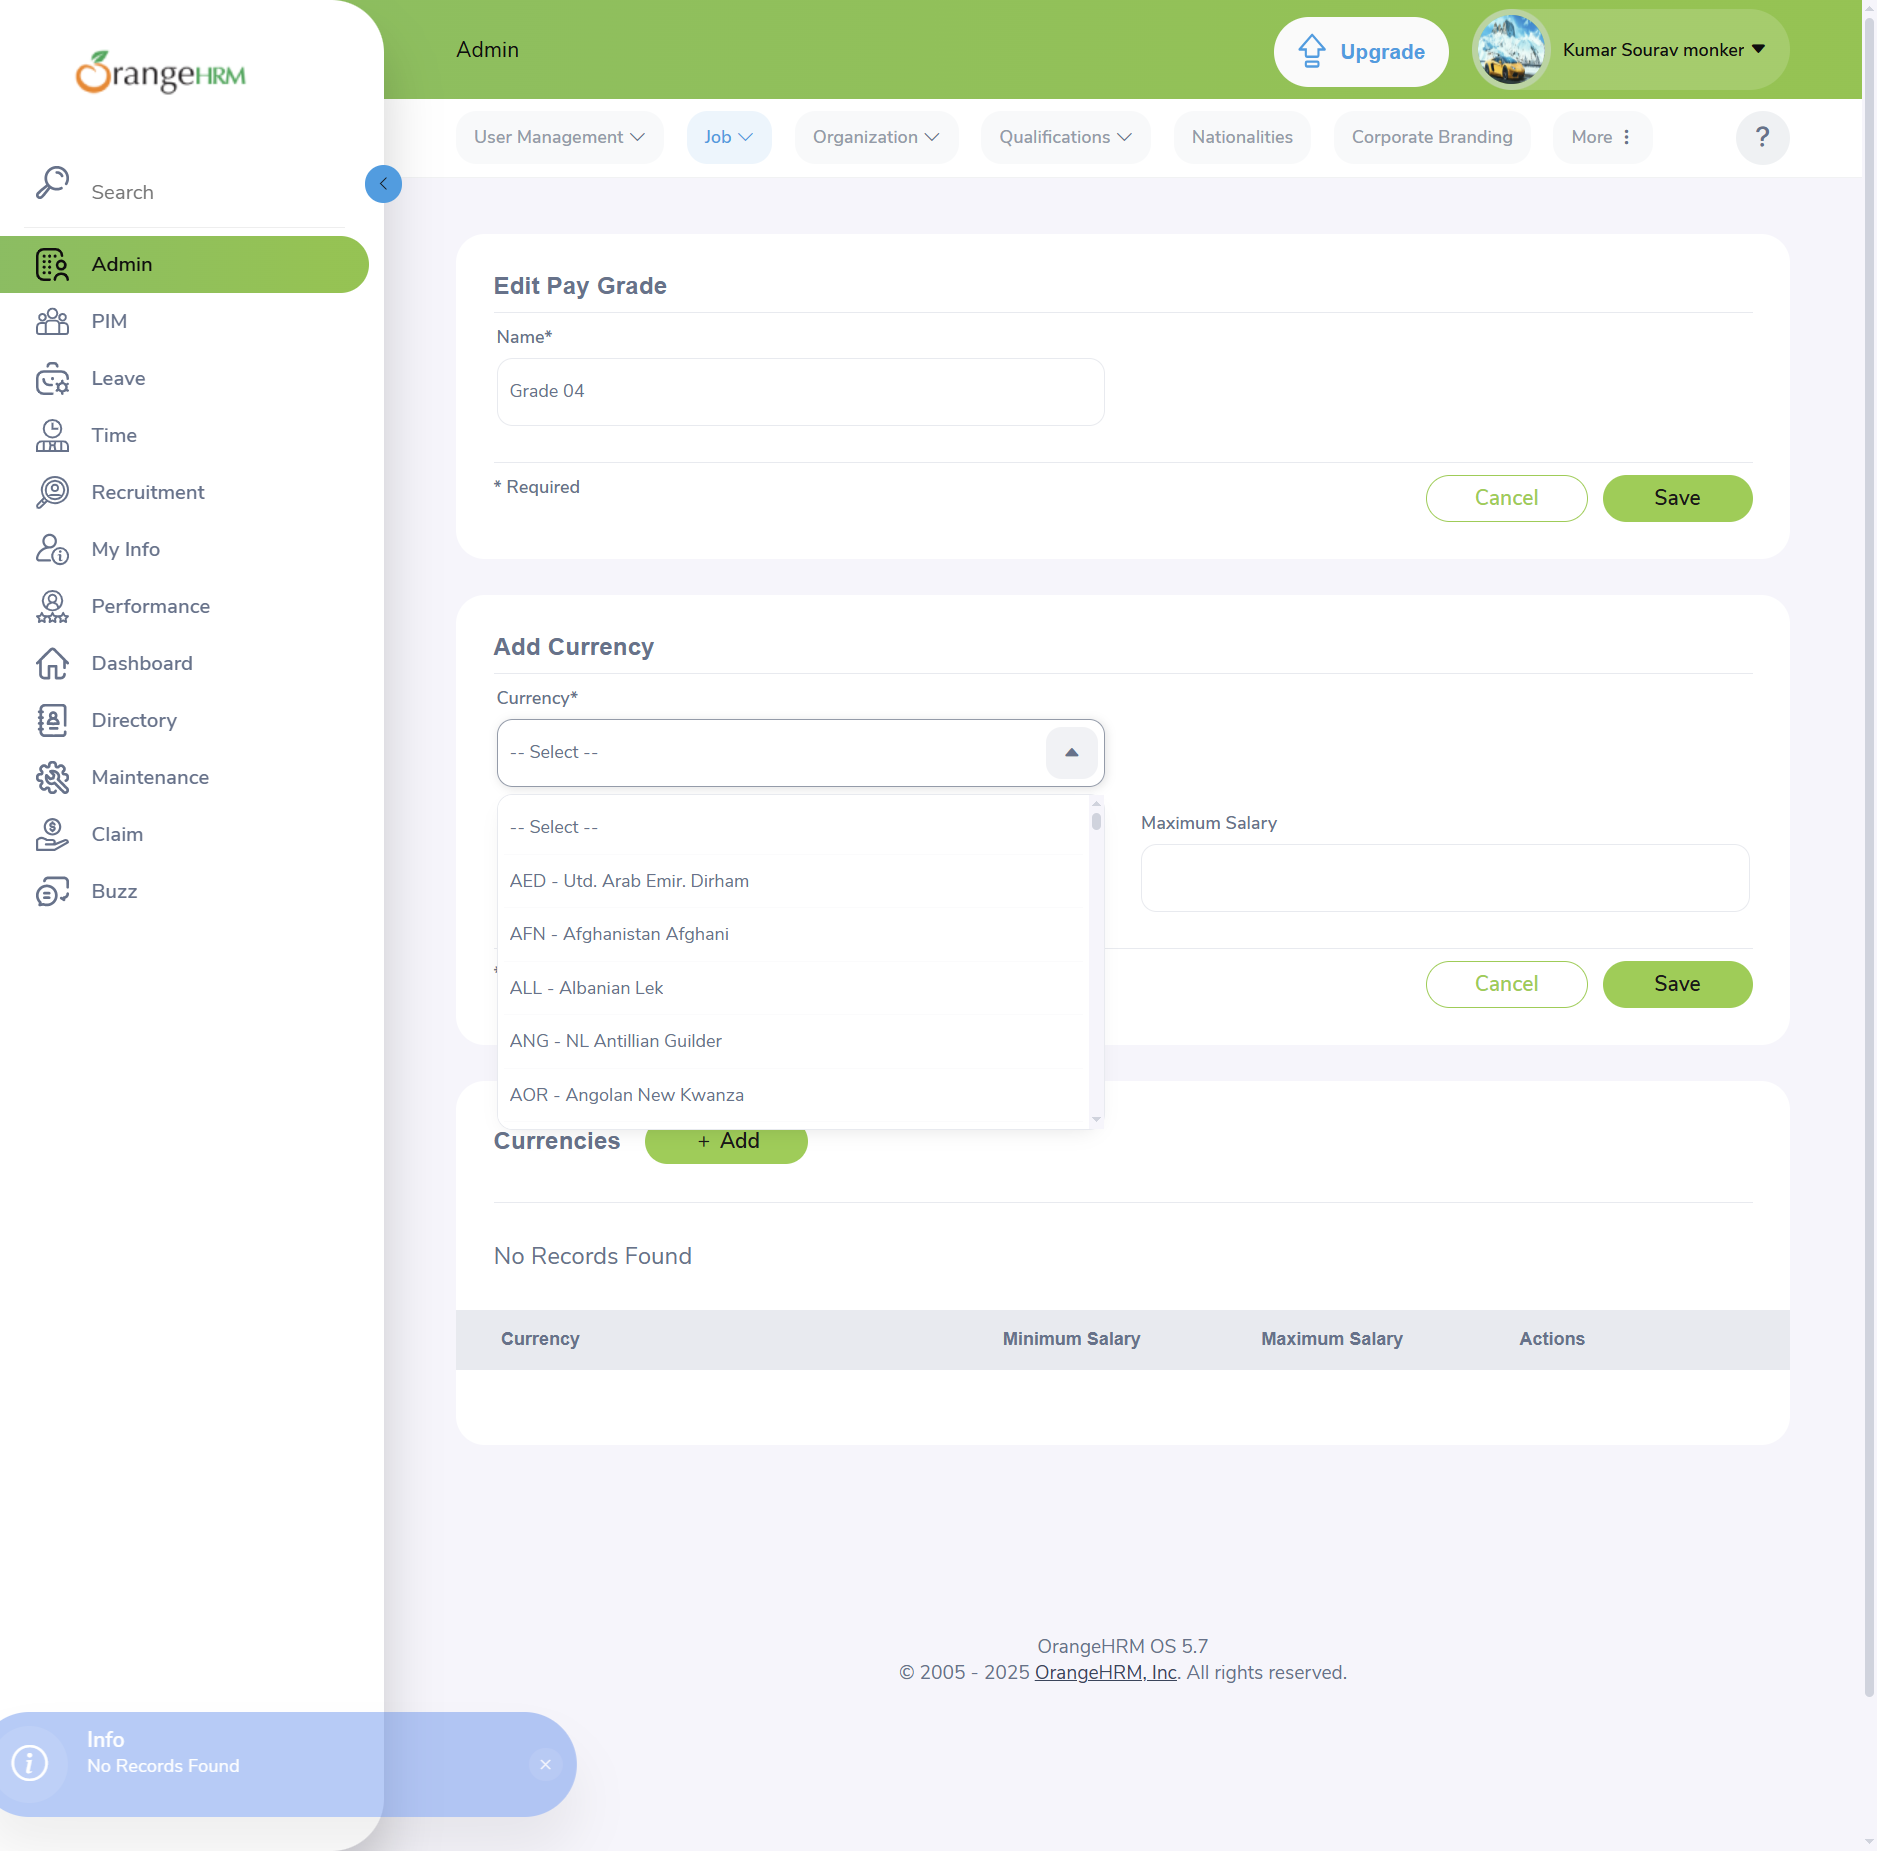 OrangeHRM
Search
Admin
PIM
Leave
Time
Recruitment
My Info
Performance
Dashboard
Directory
Maintenance
Claim
Buzz
Admin
Upgrade
Kumar Sourav monker
User Management
Job
Organization
Qualifications
Nationalities
Corporate Branding
More
?
Edit Pay Grade
Name*
Grade 04
* Required
Cancel
Save
Add Currency
Currency*
-- Select --
-- Select --
AED - Utd. Arab Emir. Dirham
AFN - Afghanistan Afghani
ALL - Albanian Lek
ANG - NL Antillian Guilder
AOR - Angolan New Kwanza
Maximum Salary
*
Cancel
Save
Currencies
+ Add
No Records Found
Currency Minimum Salary Maximum Salary Actions
OrangeHRM OS 5.7
© 2005 - 2025 OrangeHRM, Inc. All rights reserved.
Info
No Records Found